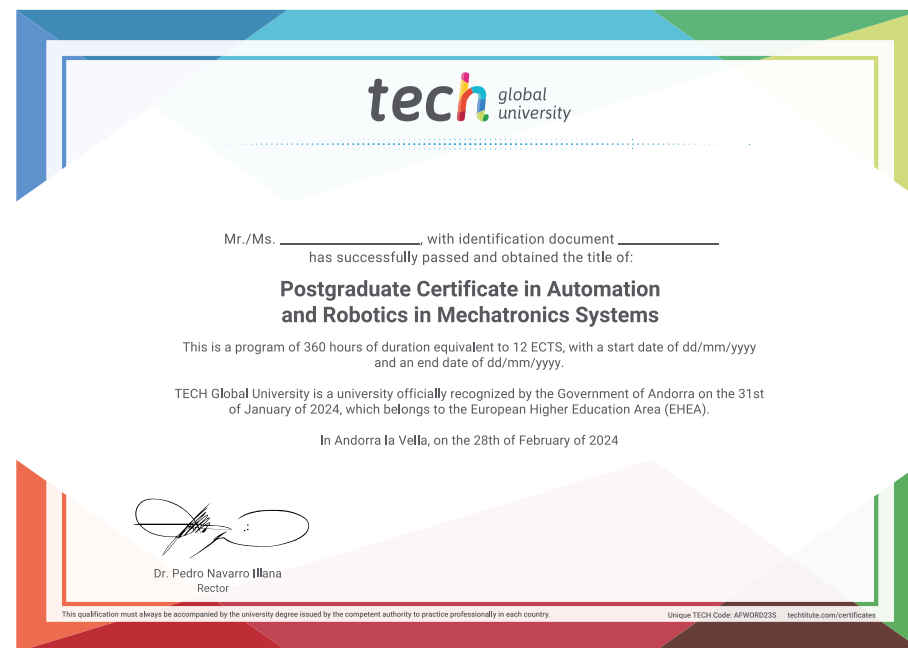 tech global university
Mr./Ms. ____________________, with identification document ______________
has successfully passed and obtained the title of:
Postgraduate Certificate in Automation
and Robotics in Mechatronics Systems
This is a program of 360 hours of duration equivalent to 12 ECTS, with a start date of dd/mm/yyyy
and an end date of dd/mm/yyyy.
TECH Global University is a university officially recognized by the Government of Andorra on the 31st
of January of 2024, which belongs to the European Higher Education Area (EHEA).
In Andorra la Vella, on the 28th of February of 2024
Dr. Pedro Navarro Illana
Rector
This qualification must always be accompanied by the university degree issued by the competent authority to practice professionally in each country.
Unique TECH Code: AFWORD23S techtitute.com/certificates